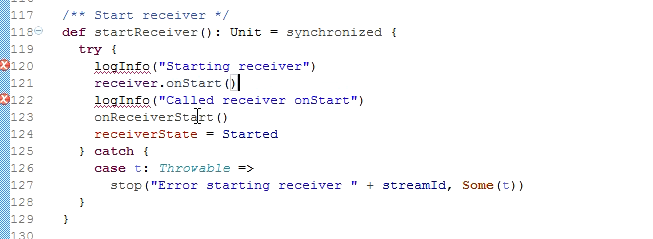 117 /** Start receiver */
118 def startReceiver(): Unit = synchronized {
119 try {
120 logInfo("Starting receiver")
121 receiver.onStart()
122 logInfo("Called receiver onStart")
123 onReceiverStart()
124 receiverState = Started
125 } catch {
126 case t: Throwable =>
127 stop("Error starting receiver " + streamId, Some(t))
128 }
129 }
130